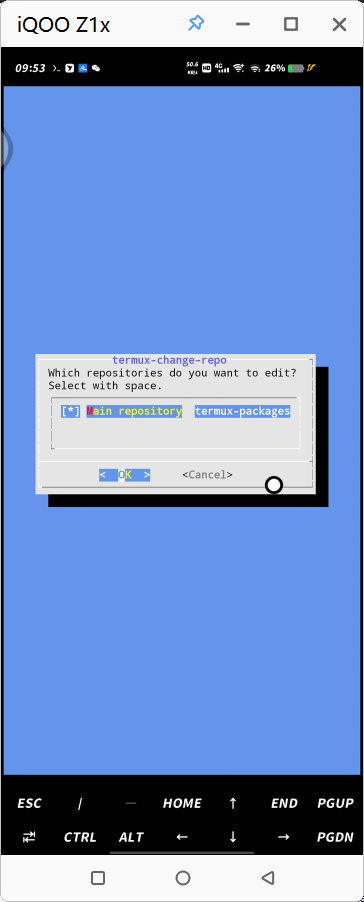 iQOO Z1x
09:53 >_ 50.6 KB/s HD 4G 26%
termux-change-repo
Which repositories do you want to edit?
Select with space.
[*] Main repository termux-packages
< OK > <Cancel>
ESC / — HOME ↑ END PGUP
⇄ CTRL ALT ← ↓ → PGDN